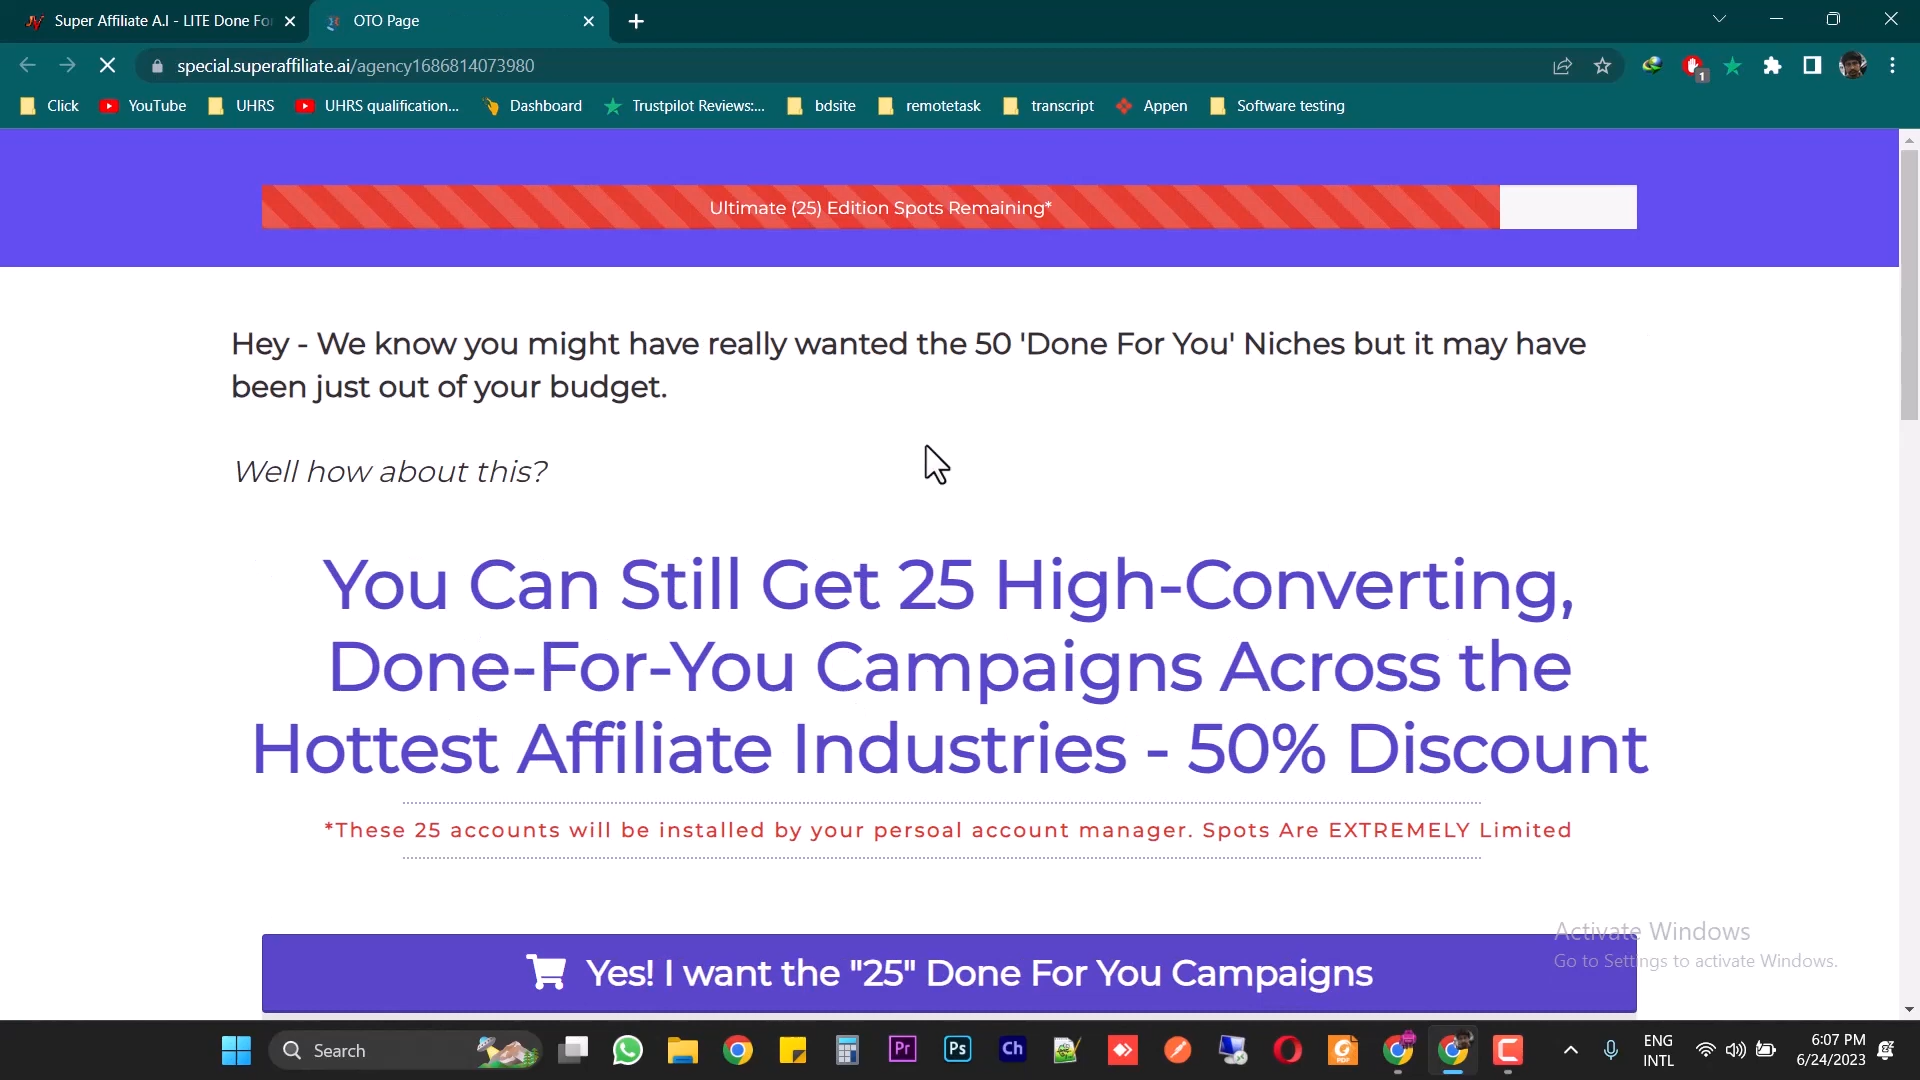 Super Affiliate A.I - LITE Done Fo
OTO Page
special.superaffiliate.ai/agency1686814073980
1
Click
YouTube
UHRS
UHRS qualification...
Dashboard
Trustpilot Reviews:...
bdsite
remotetask
transcript
Appen
Software testing
Ultimate (25) Edition Spots Remaining*
Hey - We know you might have really wanted the 50 'Done For You' Niches but it may have
been just out of your budget.
Well how about this?
You Can Still Get 25 High-Converting,
Done-For-You Campaigns Across the
Hottest Affiliate Industries - 50% Discount
*These 25 accounts will be installed by your persoal account manager. Spots Are EXTREMELY Limited
Yes! I want the "25" Done For You Campaigns
Activate Windows
Go to Settings to activate Windows.
Search
Pr
Ps
Ch
ENG
INTL
6:07 PM
6/24/2023